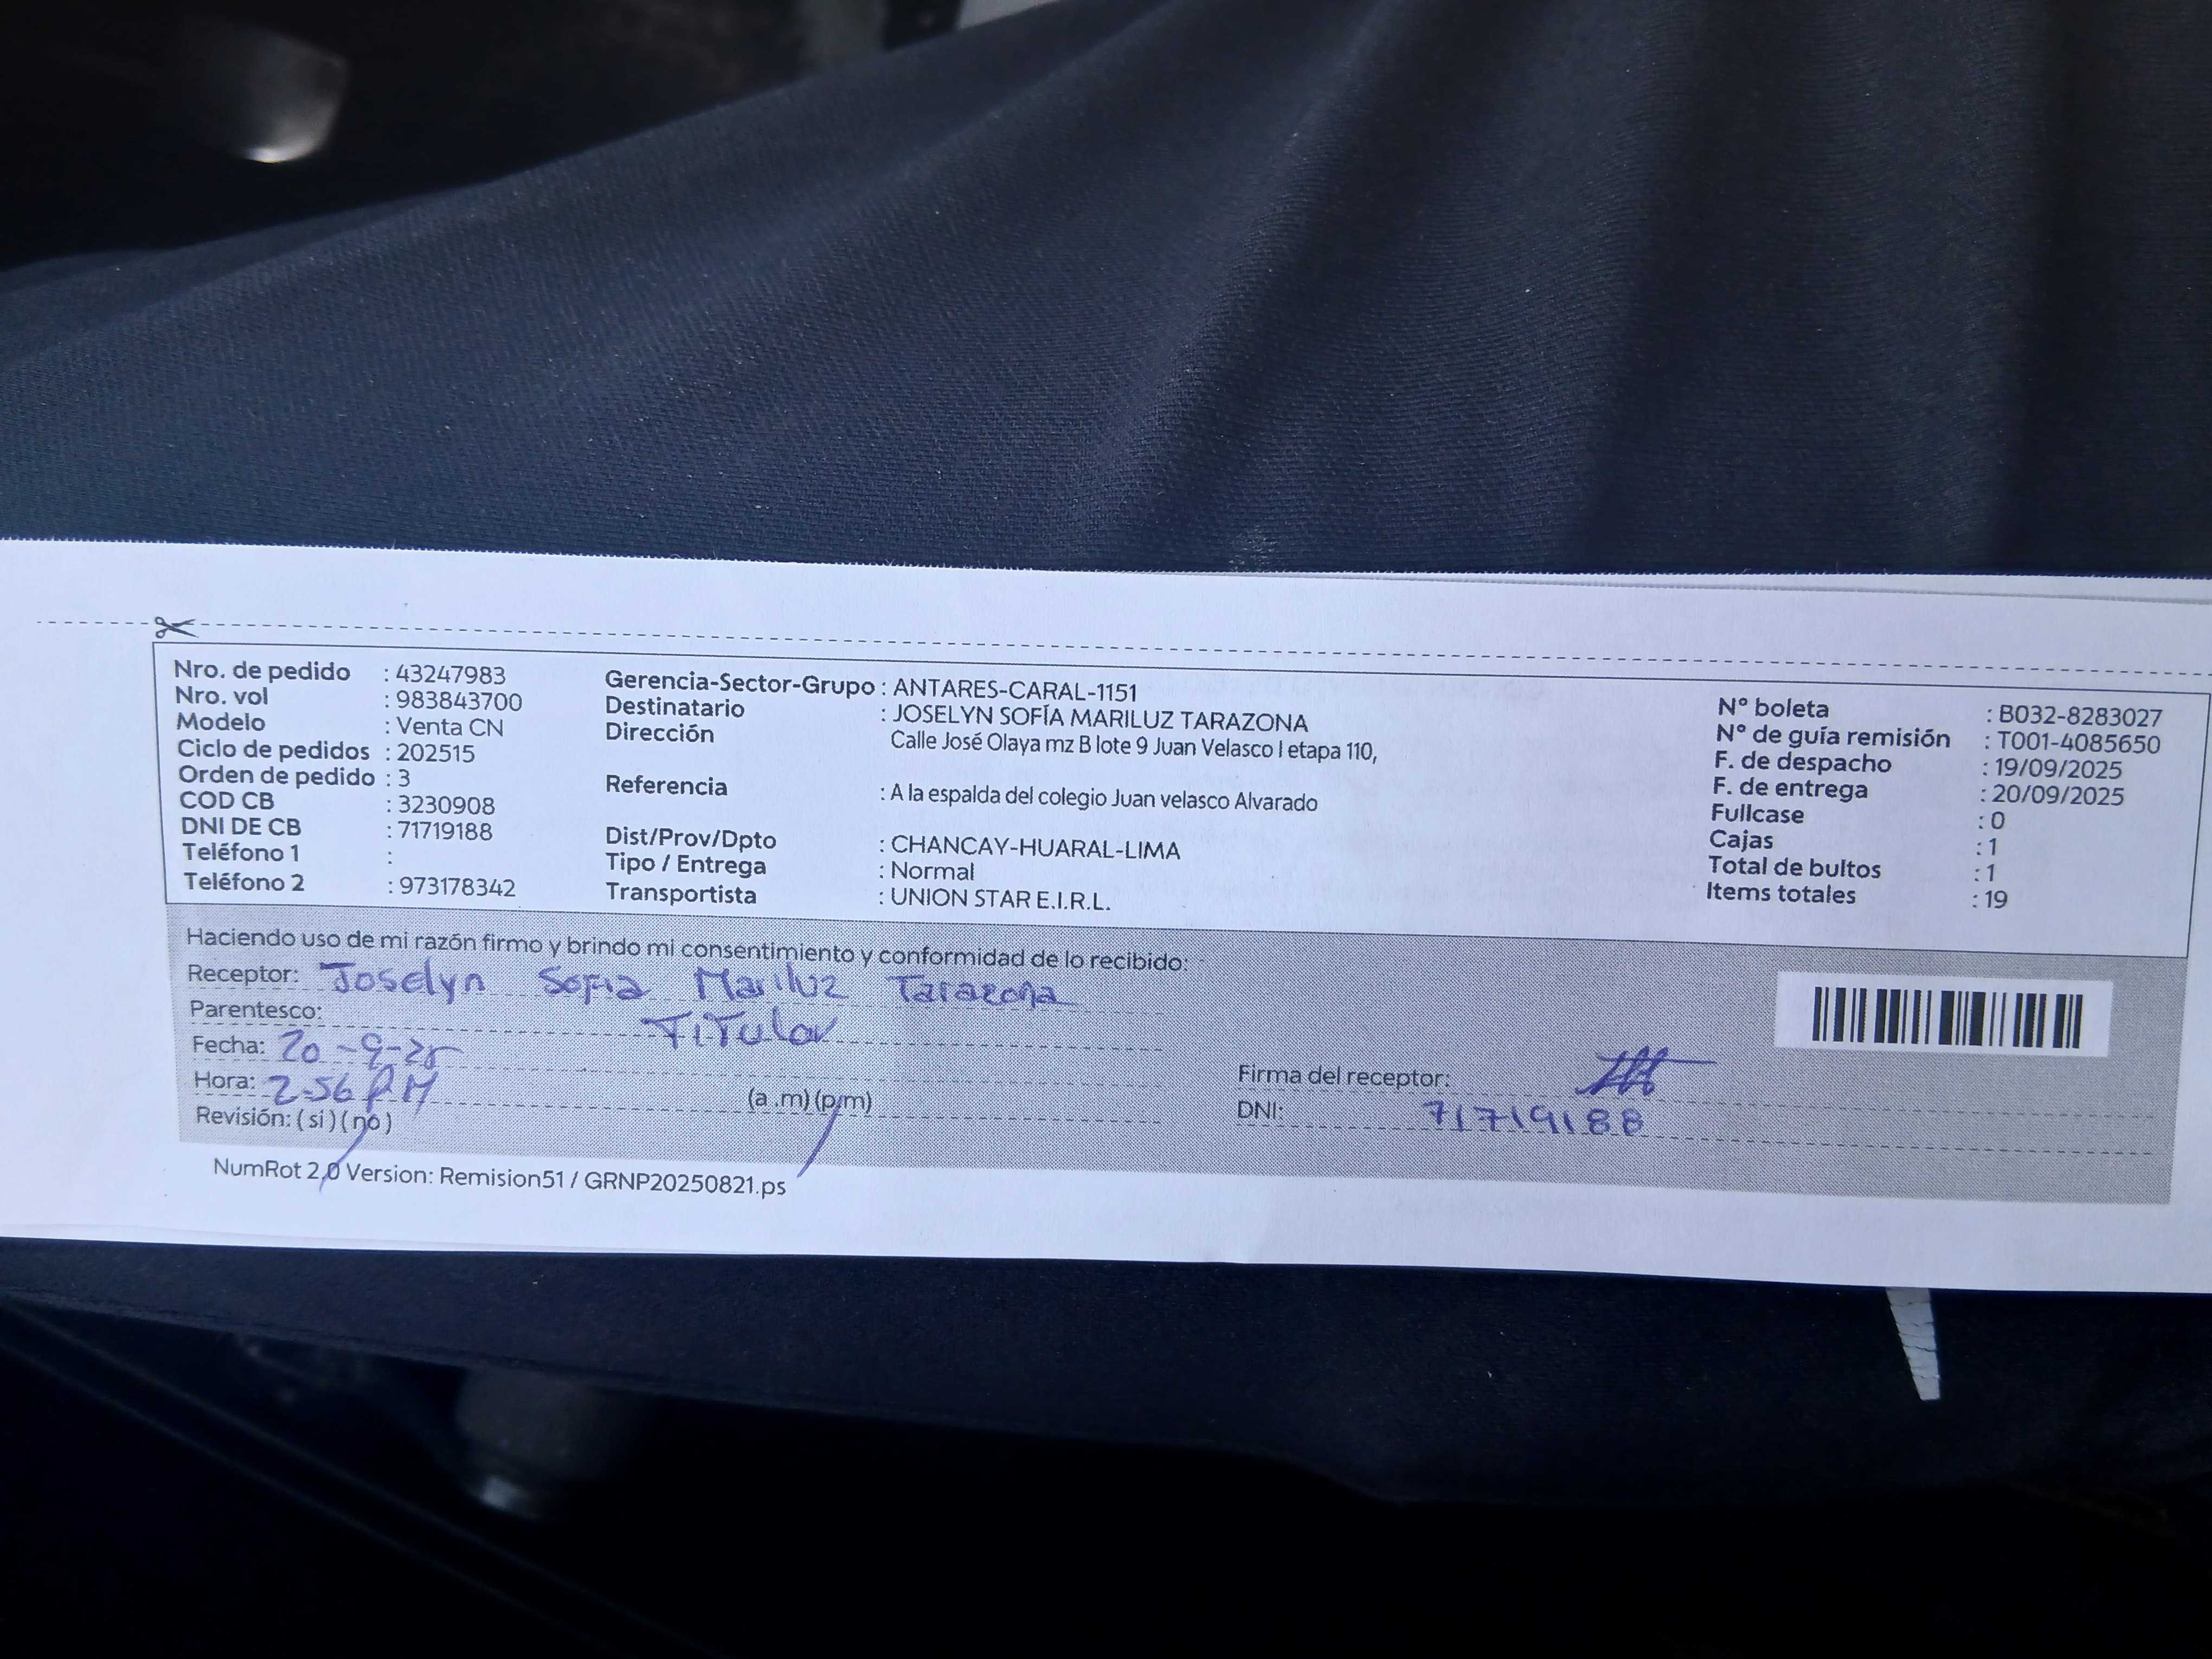 Nro. de pedido : 43247983
Nro. vol : 983843700
Modelo : Venta CN
Ciclo de pedidos : 202515
Orden de pedido : 3
COD CB : 3230908
DNI DE CB : 71719188
Teléfono 1 :
Teléfono 2 : 973178342
Gerencia-Sector-Grupo : ANTARES-CARAL-1151
Destinatario : JOSELYN SOFÍA MARILUZ TARAZONA
Dirección Calle José Olaya mz B lote 9 Juan Velasco I etapa 110,
Referencia : A la espalda del colegio Juan velasco Alvarado
Dist/Prov/Dpto : CHANCAY-HUARAL-LIMA
Tipo / Entrega : Normal
Transportista : UNION STAR E.I.R.L.
N° boleta : B032-8283027
N° de guía remisión : T001-4085650
F. de despacho : 19/09/2025
F. de entrega : 20/09/2025
Fullcase : 0
Cajas : 1
Total de bultos : 1
Items totales : 19
Haciendo uso de mi razón firmo y brindo mi consentimiento y conformidad de lo recibido:
Receptor: Joselyn Sofia Mariluz Tarazona
Parentesco: Titular
Fecha: 20-9-25
Hora: 2-56 PM (a .m) (p/m)
Revisión: ( si ) ( no )
Firma del receptor:
DNI: 71719188
NumRot 2,0 Version: Remision51 / GRNP20250821.ps